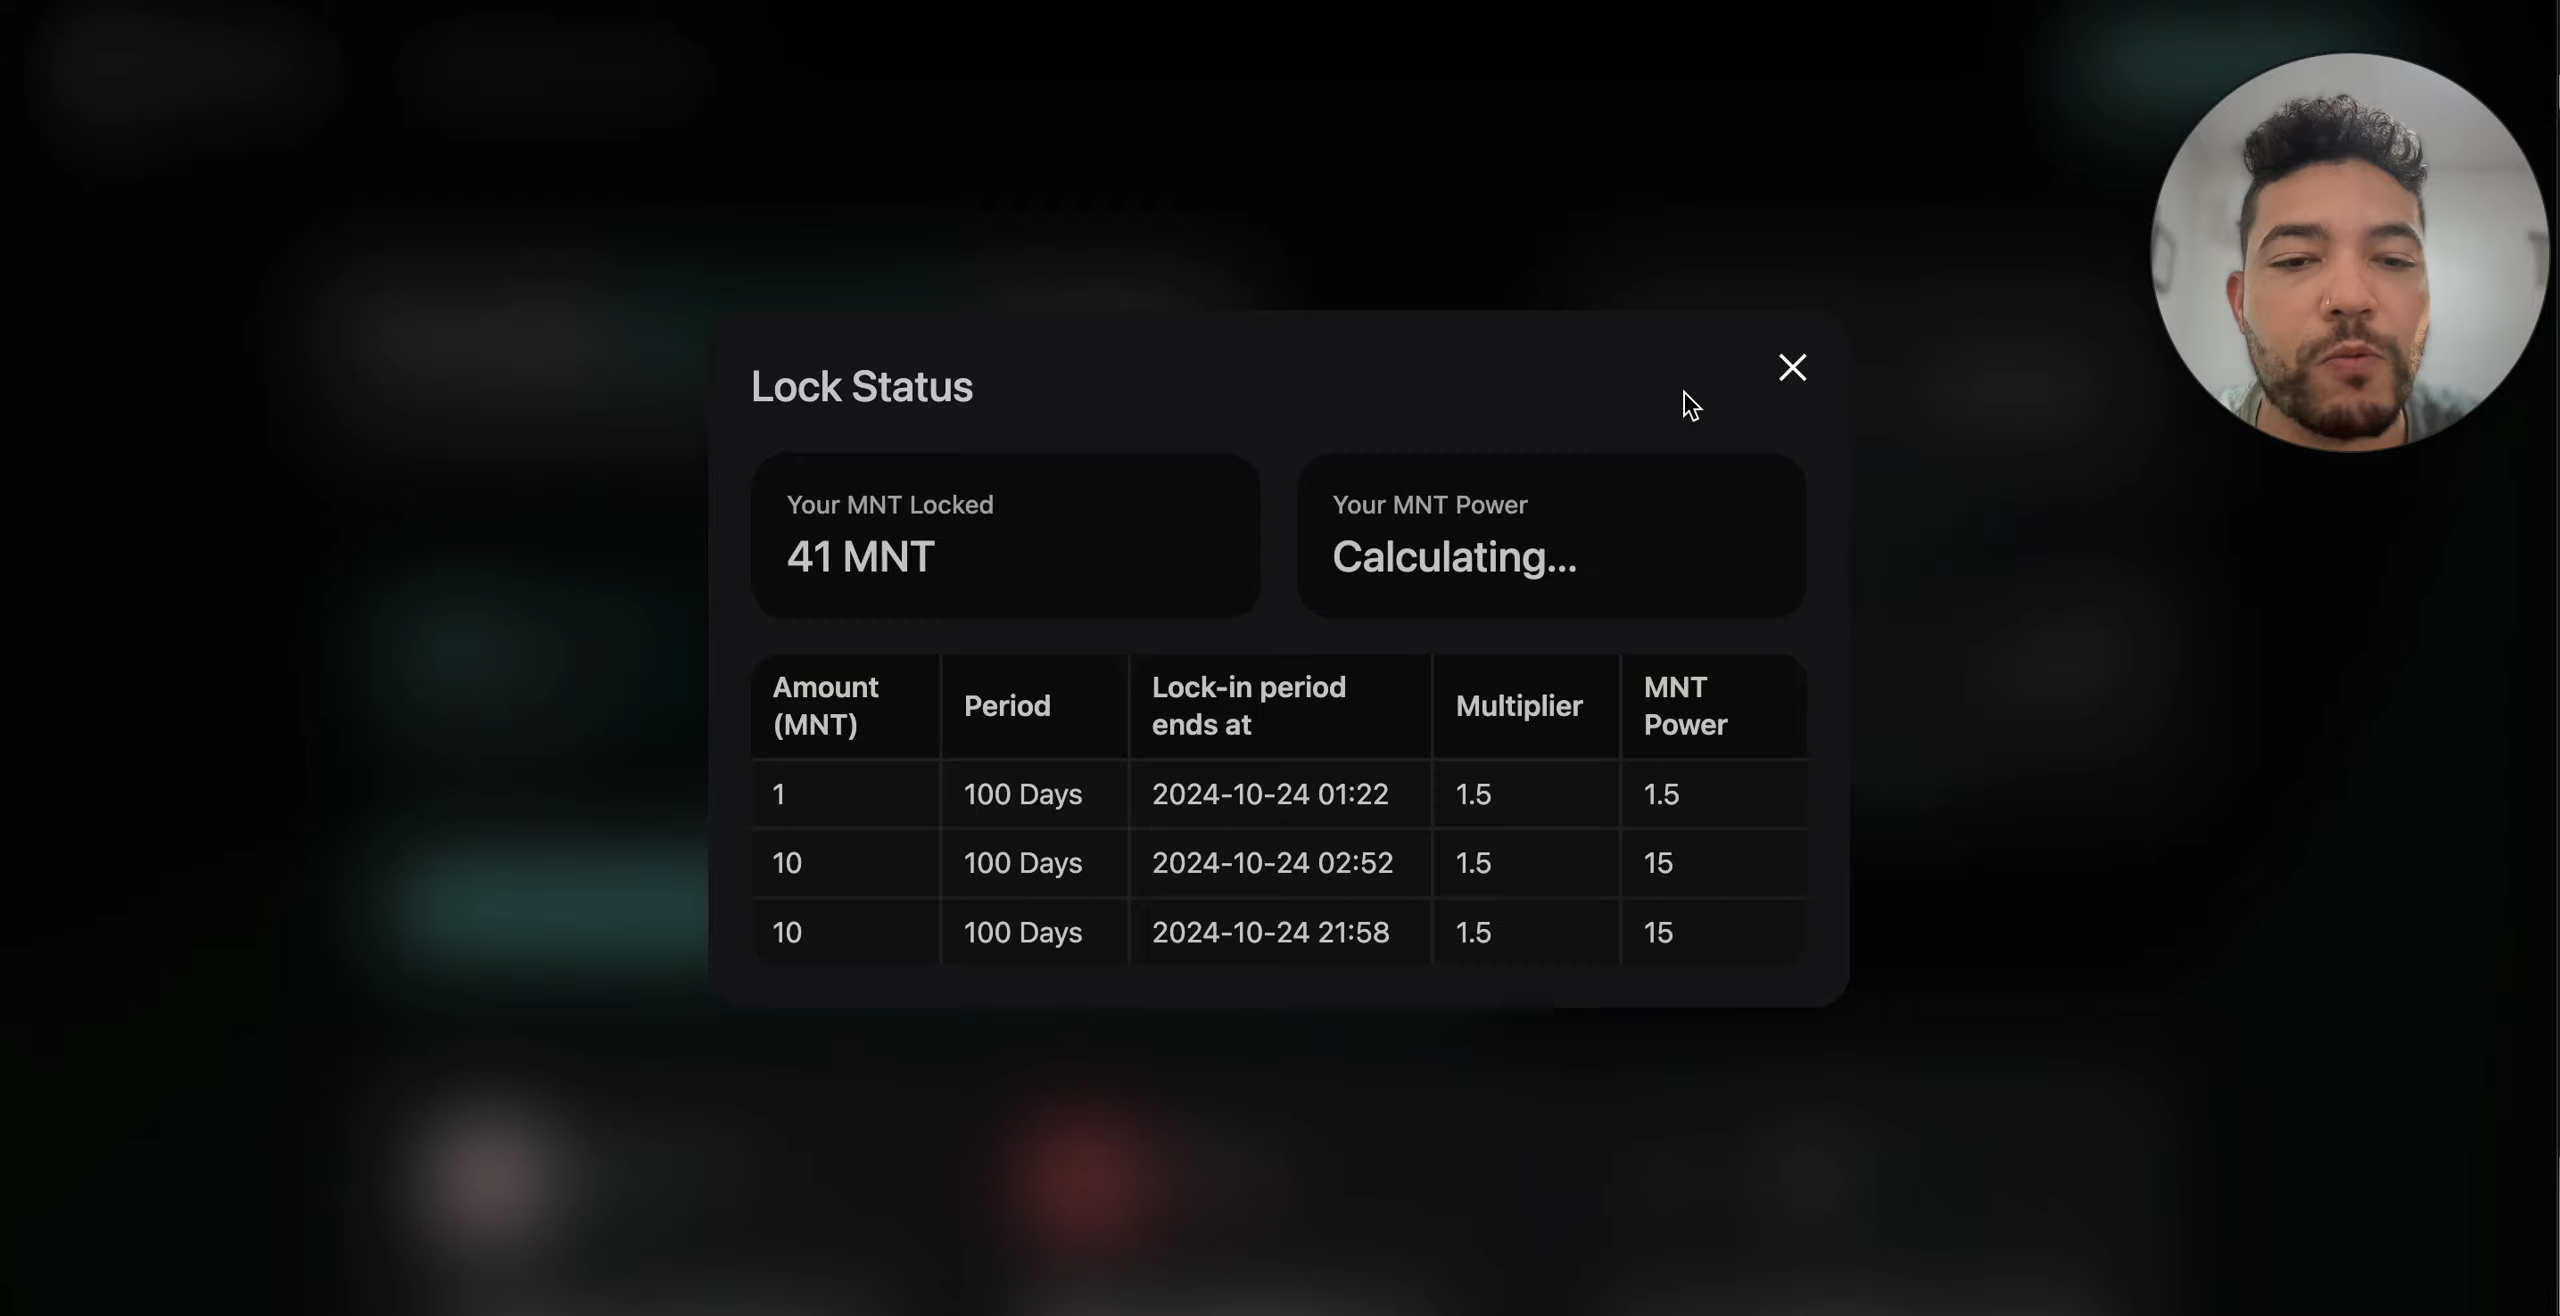 Lock Status
Your MNT Locked
41 MNT
Your MNT Power
Calculating...
Amount (MNT) Period Lock-in period ends at Multiplier MNT Power
1 100 Days 2024-10-24 01:22 1.5 1.5
10 100 Days 2024-10-24 02:52 1.5 15
10 100 Days 2024-10-24 21:58 1.5 15